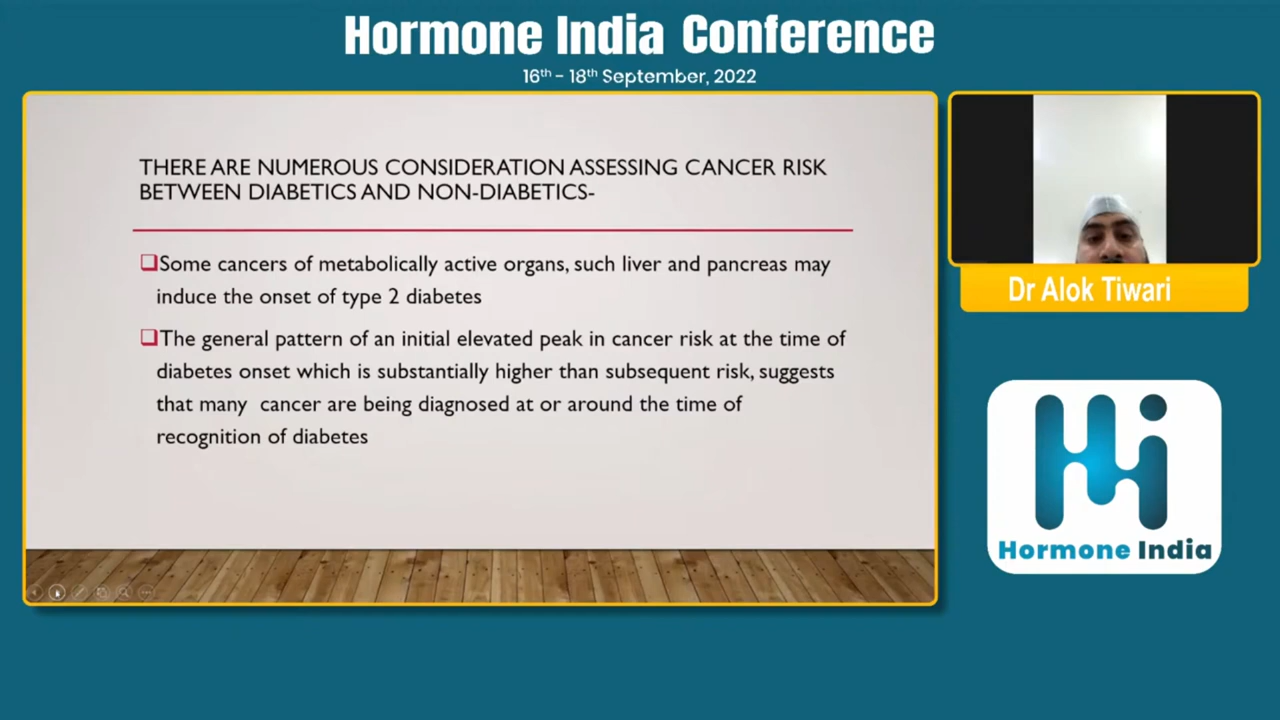 Hormone India Conference
16th - 18th September, 2022
THERE ARE NUMEROUS CONSIDERATION ASSESSING CANCER RISK
BETWEEN DIABETICS AND NON-DIABETICS-
Some cancers of metabolically active organs, such liver and pancreas may
induce the onset of type 2 diabetes
The general pattern of an initial elevated peak in cancer risk at the time of
diabetes onset which is substantially higher than subsequent risk, suggests
that many cancer are being diagnosed at or around the time of
recognition of diabetes
Dr Alok Tiwari
Hi
Hormone India